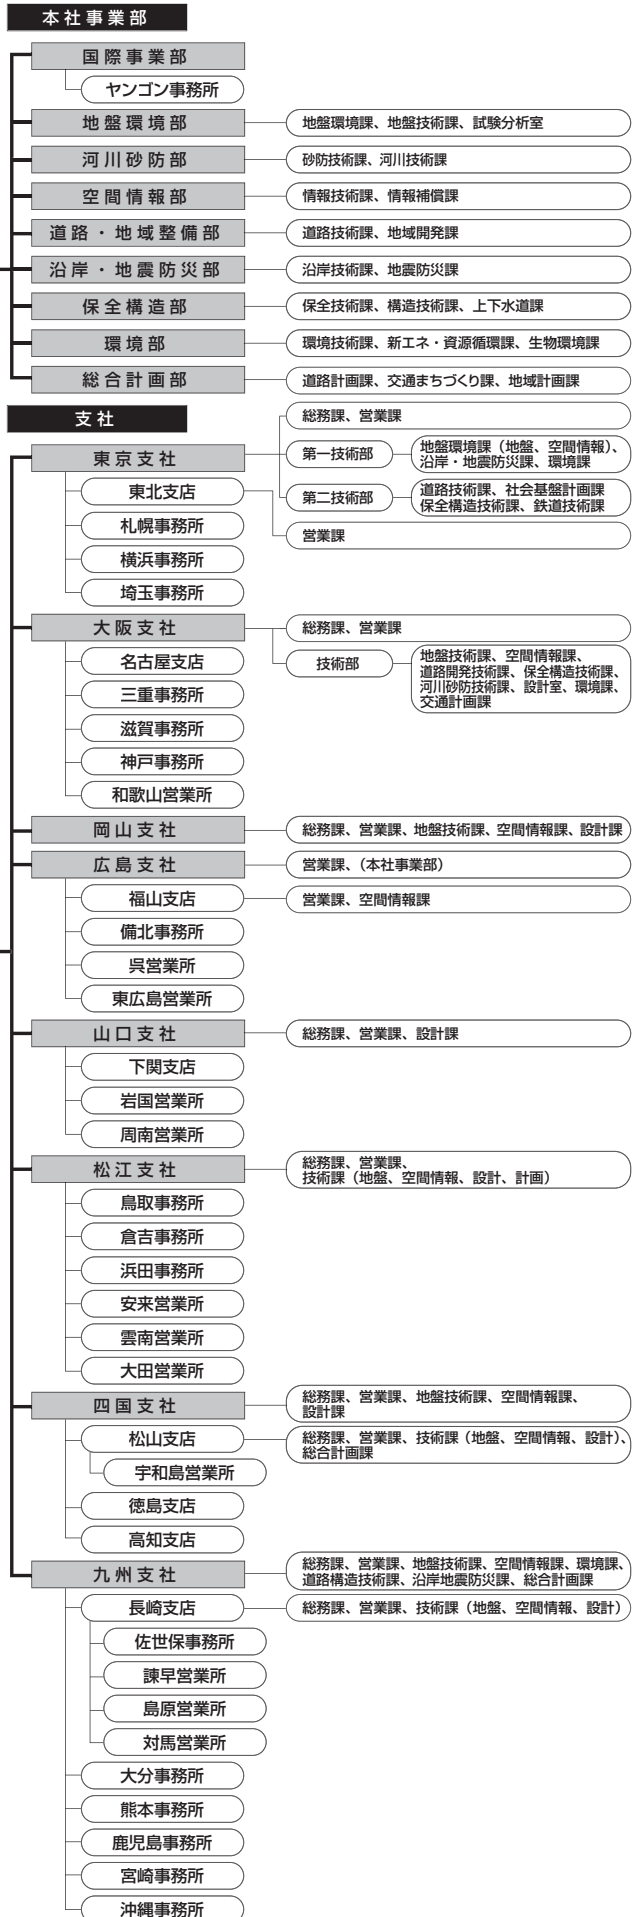 本社事業部
国際事業部
ヤンゴン事務所
地盤環境部
地盤環境課、地盤技術課、試験分析室
河川砂防部
砂防技術課、河川技術課
空間情報部
情報技術課、情報補償課
道路・地域整備部
道路技術課、地域開発課
沿岸・地震防災部
沿岸技術課、地震防災課
保全構造部
保全技術課、構造技術課、上下水道課
環境部
環境技術課、新エネ・資源循環課、生物環境課
総合計画部
道路計画課、交通まちづくり課、地域計画課
支社
総務課、営業課
東京支社
第一技術部
地盤環境課（地盤、空間情報）、
沿岸・地震防災課、環境課
東北支店
第二技術部
道路技術課、社会基盤計画課
保全構造技術課、鉄道技術課
札幌事務所
営業課
横浜事務所
埼玉事務所
大阪支社
総務課、営業課
名古屋支店
技術部
地盤技術課、空間情報課、
道路開発技術課、保全構造技術課、
河川砂防技術課、設計室、環境課、
交通計画課
三重事務所
滋賀事務所
神戸事務所
和歌山営業所
岡山支社
総務課、営業課、地盤技術課、空間情報課、設計課
広島支社
営業課、（本社事業部）
福山支店
営業課、空間情報課
備北事務所
呉営業所
東広島営業所
山口支社
総務課、営業課、設計課
下関支店
岩国営業所
周南営業所
松江支社
総務課、営業課、
技術課（地盤、空間情報、設計、計画）
鳥取事務所
倉吉事務所
浜田事務所
安来営業所
雲南営業所
大田営業所
四国支社
総務課、営業課、地盤技術課、空間情報課、
設計課
松山支店
総務課、営業課、技術課（地盤、空間情報、設計）、
総合計画課
宇和島営業所
徳島支店
高知支店
九州支社
総務課、営業課、地盤技術課、空間情報課、環境課、
道路構造技術課、沿岸地震防災課、総合計画課
長崎支店
総務課、営業課、技術課（地盤、空間情報、設計）
佐世保事務所
諫早営業所
島原営業所
対馬営業所
大分事務所
熊本事務所
鹿児島事務所
宮崎事務所
沖縄事務所